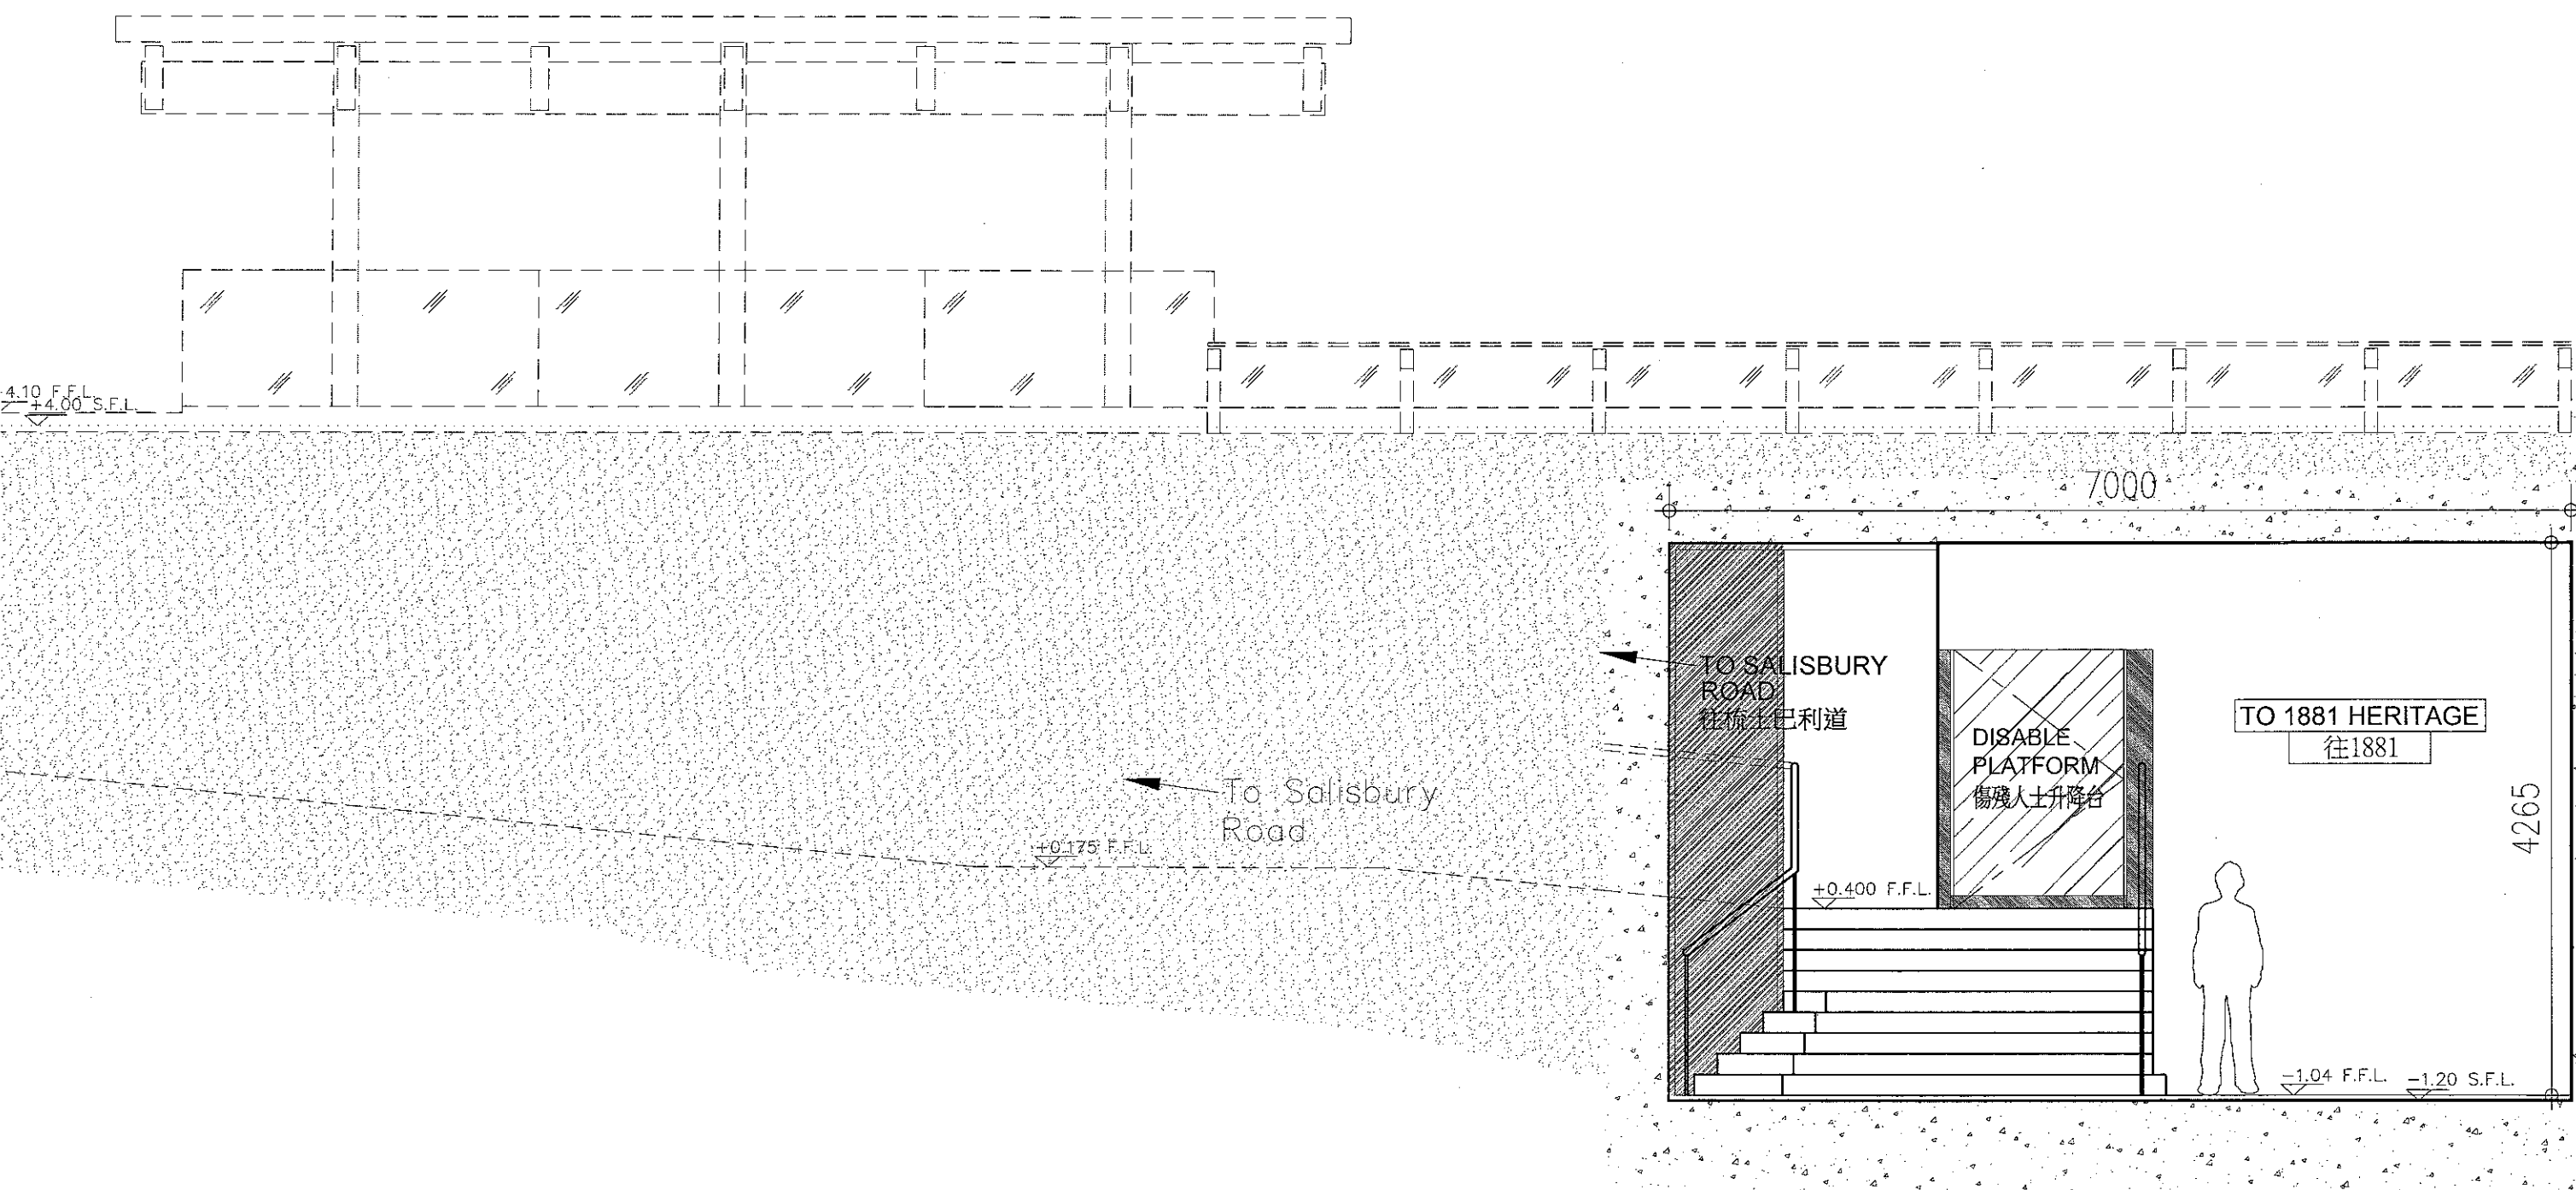 4.10 F.F.L.
+4.00 S.F.L.
7000
TO SALISBURY
ROAD
往梳士巴利道
DISABLE
PLATFORM
傷殘人士升降台
TO 1881 HERITAGE
往1881
To Salisbury
Road
+0.175 F.F.L.
4265
+0.400 F.F.L.
-1.04 F.F.L.
-1.20 S.F.L.